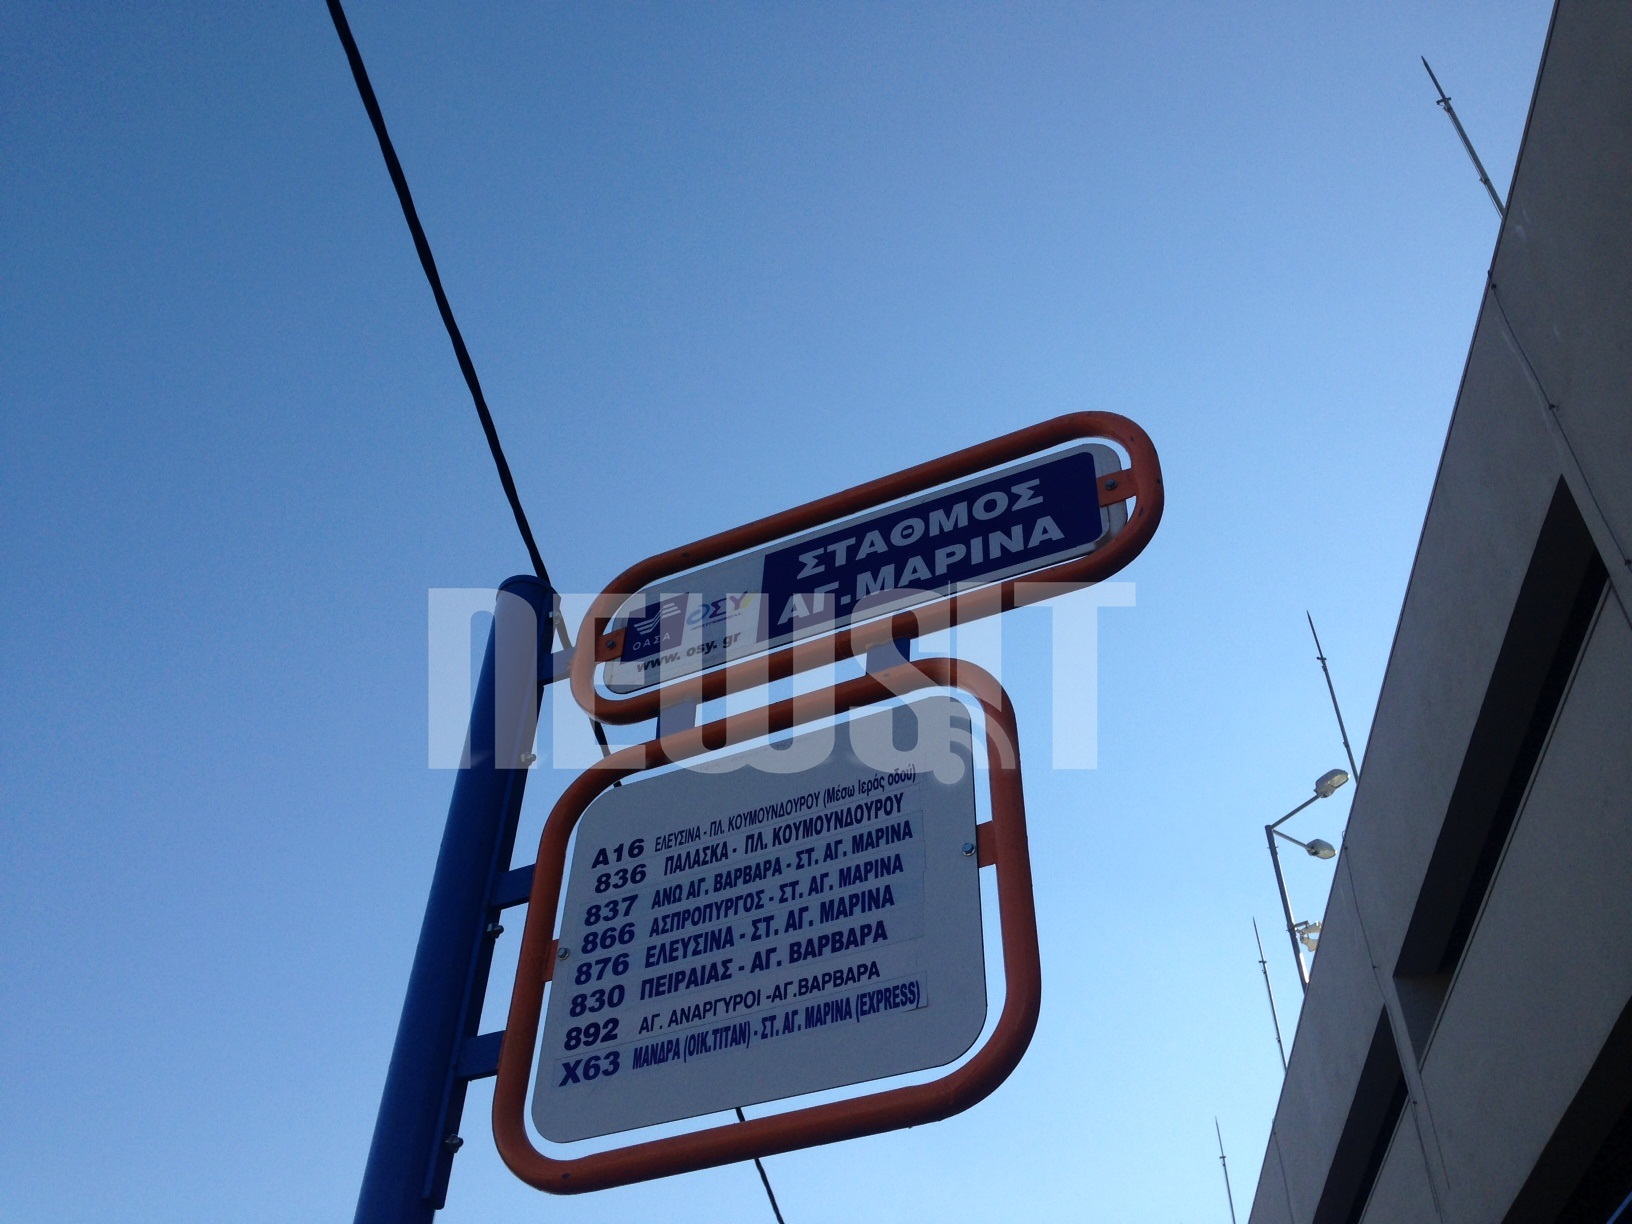 ΣΤΑΘΜΟΣ
ΑΓ.ΜΑΡΙΝΑ
ΟΑΣΑ
ΟΣΥ
www. osy. gr
newsIT
Α16 ΕΛΕΥΣΙΝΑ - ΠΛ. ΚΟΥΜΟΥΝΔΟΥΡΟΥ (Μέσω Ιεράς οδού)
836 ΠΑΛΑΣΚΑ - ΠΛ. ΚΟΥΜΟΥΝΔΟΥΡΟΥ
837 ΑΝΩ ΑΓ. ΒΑΡΒΑΡΑ - ΣΤ. ΑΓ. ΜΑΡΙΝΑ
866 ΑΣΠΡΟΠΥΡΓΟΣ - ΣΤ. ΑΓ. ΜΑΡΙΝΑ
876 ΕΛΕΥΣΙΝΑ - ΣΤ. ΑΓ. ΜΑΡΙΝΑ
830 ΠΕΙΡΑΙΑΣ - ΑΓ. ΒΑΡΒΑΡΑ
892 ΑΓ. ΑΝΑΡΓΥΡΟΙ -ΑΓ.ΒΑΡΒΑΡΑ
Χ63 ΜΑΝΔΡΑ (ΟΙΚ.ΤΙΤΑΝ) - ΣΤ. ΑΓ. ΜΑΡΙΝΑ (EXPRESS)